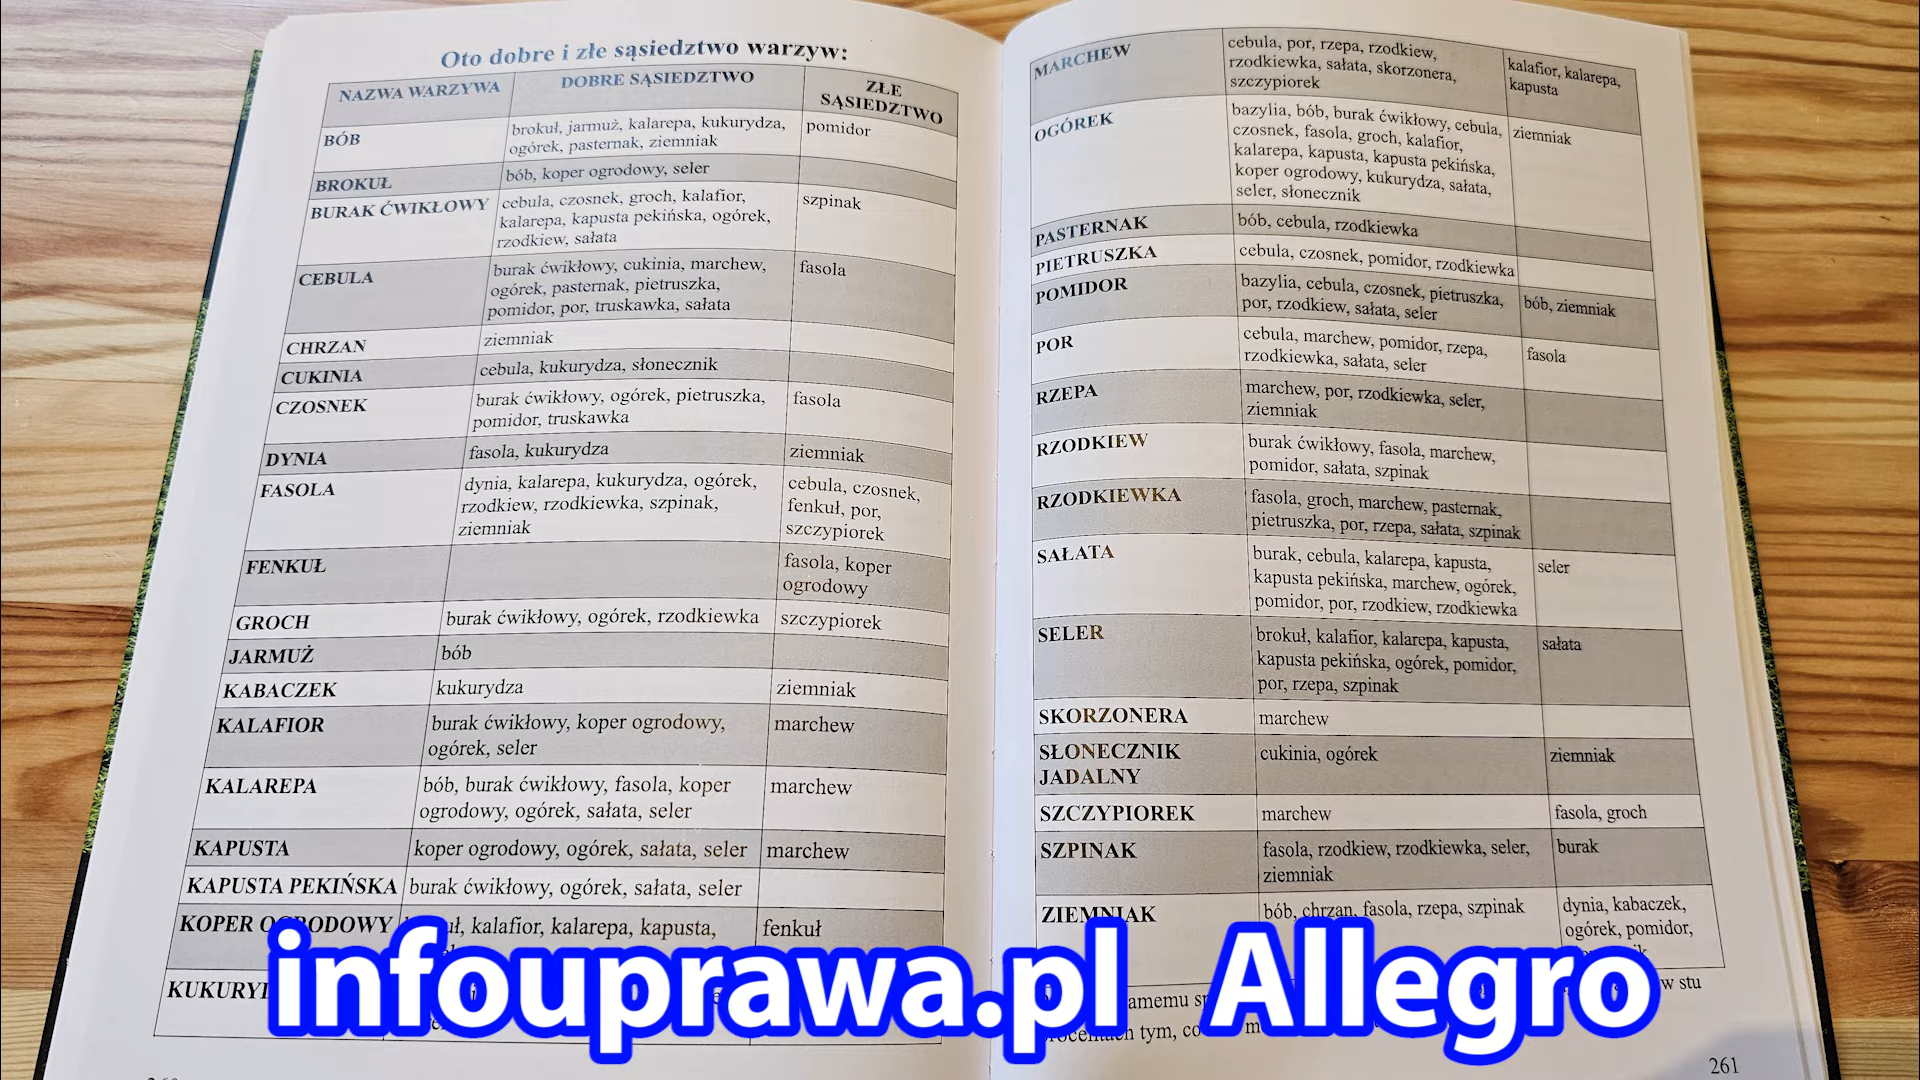 Oto dobre i złe sąsiedztwo warzyw:
NAZWA WARZYWA DOBRE SĄSIEDZTWO ZŁE
SĄSIEDZTWO
BÓB brokuł, jarmuż, kalarepa, kukurydza, pomidor
ogórek, pasternak, ziemniak
BROKUŁ bób, koper ogrodowy, seler
BURAK ĆWIKŁOWY cebula, czosnek, groch, kalafior, szpinak
kalarepa, kapusta pekińska, ogórek,
rzodkiew, sałata
CEBULA burak ćwikłowy, cukinia, marchew, fasola
ogórek, pasternak, pietruszka,
pomidor, por, truskawka, sałata
CHRZAN ziemniak
CUKINIA cebula, kukurydza, słonecznik
CZOSNEK burak ćwikłowy, ogórek, pietruszka, fasola
pomidor, truskawka
DYNIA fasola, kukurydza ziemniak
FASOLA dynia, kalarepa, kukurydza, ogórek, cebula, czosnek,
rzodkiew, rzodkiewka, szpinak, fenkuł, por,
ziemniak szczypiorek
FENKUŁ fasola, koper
ogrodowy
GROCH burak ćwikłowy, ogórek, rzodkiewka szczypiorek
JARMUŻ bób
KABACZEK kukurydza ziemniak
KALAFIOR burak ćwikłowy, koper ogrodowy, marchew
ogórek, seler
KALAREPA bób, burak ćwikłowy, fasola, koper marchew
ogrodowy, ogórek, sałata, seler
KAPUSTA koper ogrodowy, ogórek, sałata, seler marchew
KAPUSTA PEKIŃSKA burak ćwikłowy, ogórek, sałata, seler
KOPER OGRODOWY kalafior, kalarepa, kapusta, fenkuł
MARCHEW cebula, por, rzepa, rzodkiew, kalafior, kalarepa,
rzodkiewka, sałata, skorzonera, kapusta
szczypiorek
OGÓREK bazylia, bób, burak ćwikłowy, cebula, ziemniak
czosnek, fasola, groch, kalafior,
kalarepa, kapusta, kapusta pekińska,
koper ogrodowy, kukurydza, sałata,
seler, słonecznik
PASTERNAK bób, cebula, rzodkiewka
PIETRUSZKA cebula, czosnek, pomidor, rzodkiewka
POMIDOR bazylia, cebula, czosnek, pietruszka, bób, ziemniak
por, rzodkiew, sałata, seler
POR cebula, marchew, pomidor, rzepa, fasola
rzodkiewka, sałata, seler
RZEPA marchew, por, rzodkiewka, seler,
ziemniak
RZODKIEW burak ćwikłowy, fasola, marchew,
pomidor, sałata, szpinak
RZODKIEWKA fasola, groch, marchew, pasternak,
pietruszka, por, rzepa, sałata, szpinak
SAŁATA burak, cebula, kalarepa, kapusta, seler
kapusta pekińska, marchew, ogórek,
pomidor, por, rzodkiew, rzodkiewka
SELER brokuł, kalafior, kalarepa, kapusta, sałata
kapusta pekińska, ogórek, pomidor,
por, rzepa, szpinak
SKORZONERA marchew
SŁONECZNIK cukinia, ogórek ziemniak
JADALNY
SZCZYPIOREK marchew fasola, groch
SZPINAK fasola, rzodkiew, rzodkiewka, seler, burak
ziemniak
ZIEMNIAK bób, chrzan, fasola, rzepa, szpinak dynia, kabaczek,
ogórek, pomidor,
w stu
tym,
261
infouprawa.pl Allegro